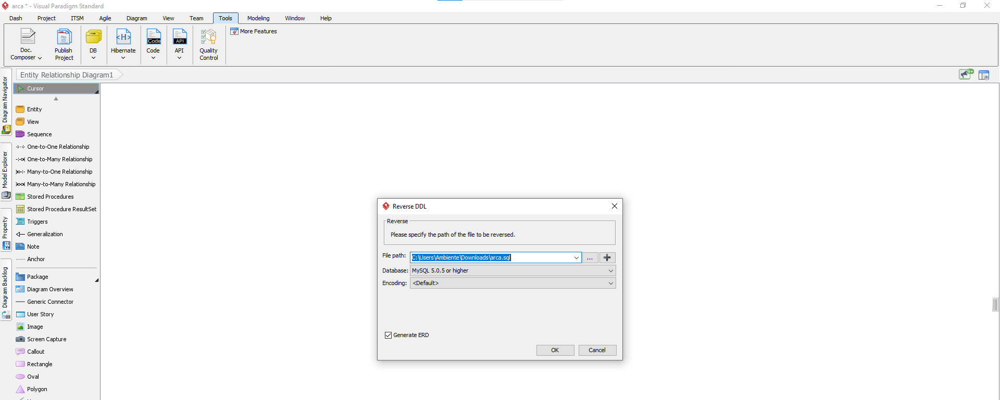 arca * - Visual Paradigm Standard
Dash Project ITSM Agile Diagram View Team Tools Modeling Window Help
Doc. Composer
Publish Project
DB
<H>
Hibernate
Code
Code
API
API
Quality Control
More Features
Entity Relationship Diagram1
9+
Diagram Navigator
Model Explorer
Property
Diagram Backlog
Cursor
Entity
View
Sequence
One-to-One Relationship
One-to-Many Relationship
Many-to-One Relationship
Many-to-Many Relationship
Stored Procedures
Stored Procedure ResultSet
Triggers
Generalization
Note
Anchor
Package
Diagram Overview
Generic Connector
User Story
Image
Screen Capture
Callout
Rectangle
Oval
Polygon
Reverse DDL
Reverse
Please specify the path of the file to be reversed.
File path: C:\Users\Ambiente\Downloads\arca.sql ...
Database: MySQL 5.0.5 or higher
Encoding: <Default>
Generate ERD
OK Cancel